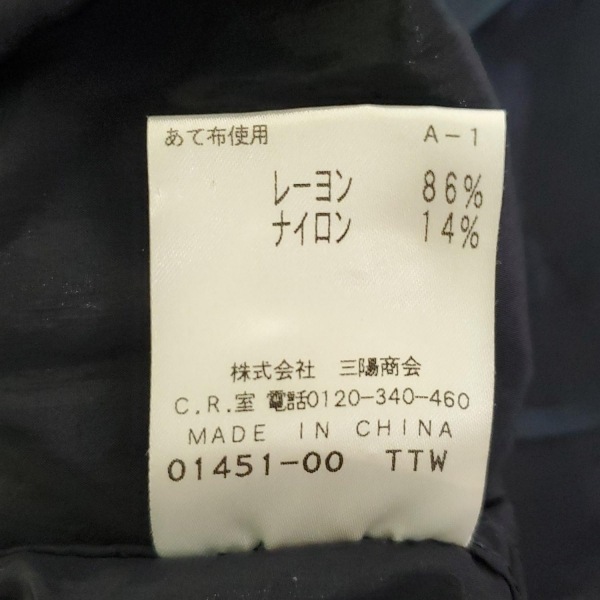 あて布使用 A-1
レーヨン 86%
ナイロン 14%
株式会社 三陽商会
C.R.室 電話0120-340-460
MADE IN CHINA
01451-00 TTW